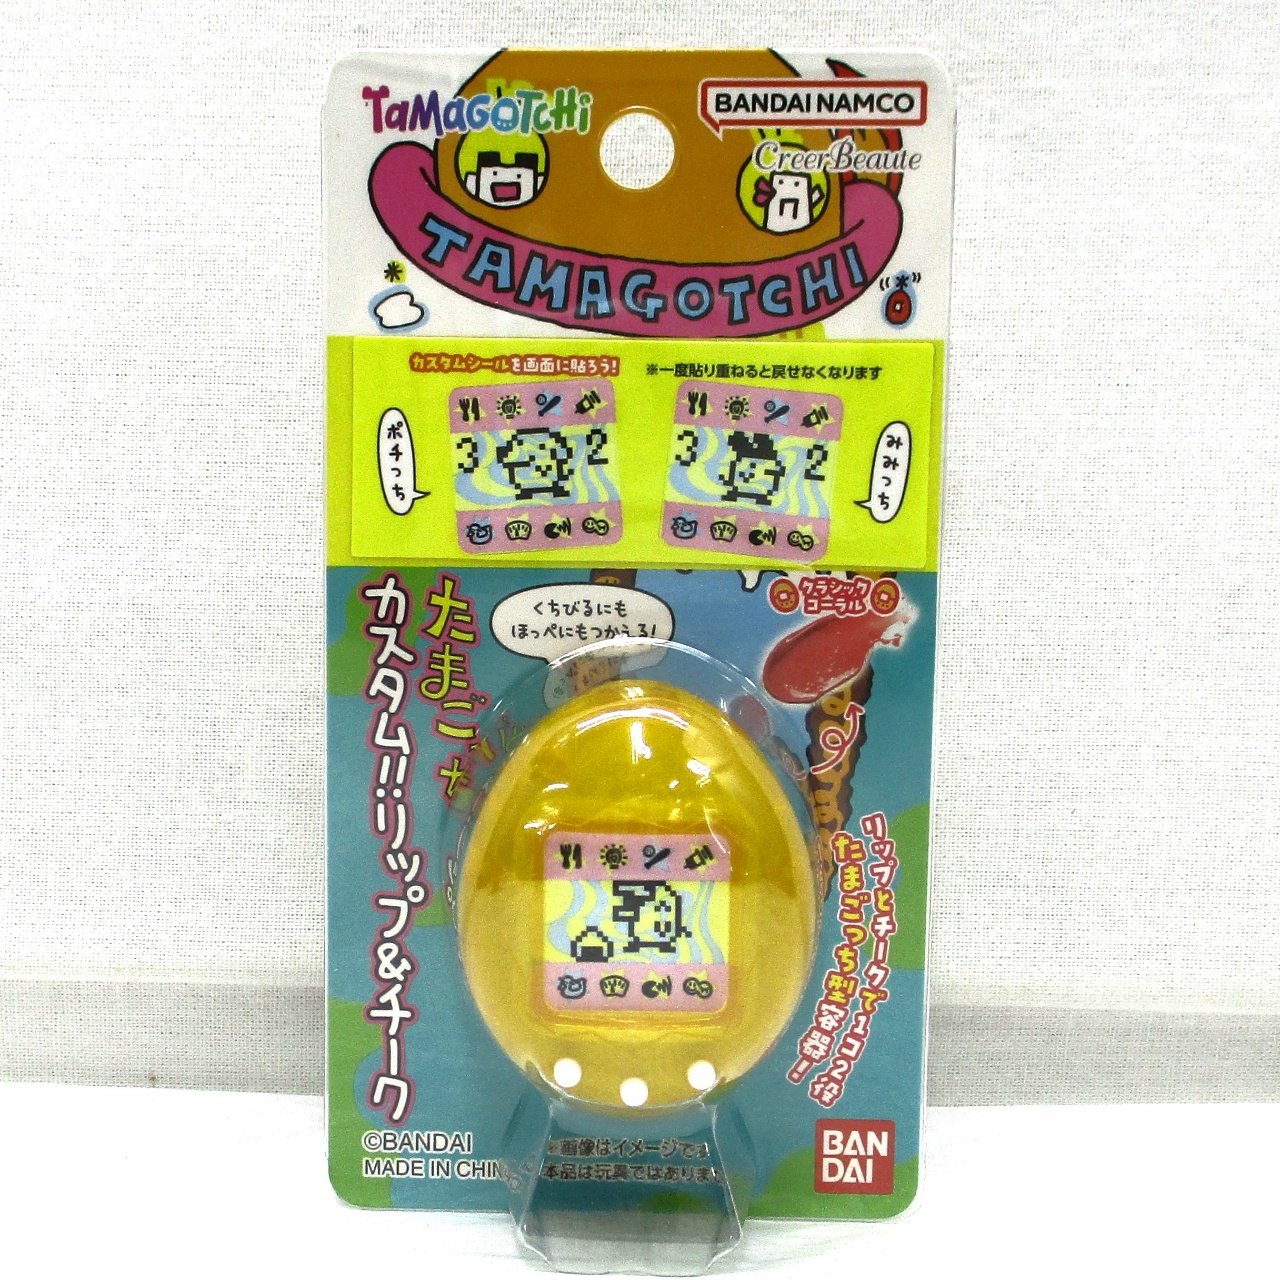 TAMAGOTCHI
BANDAI NAMCO
CreerBeaute
TAMAGOTCHI
カスタムシールを画面に貼ろう!
※一度貼り重ねると戻せなくなります
ポチっち
3 2
3 2
みみっち
たまご
カスタム!!リップ&チーク
くちびるにも
ほっぺにもつかえる!
クラシック
コーラル
リップとチークで1コ2役
たまごっち型容器!
©BANDAI
MADE IN CHIN
※画像はイメージです
本品は玩具ではありま
BAN
DAI